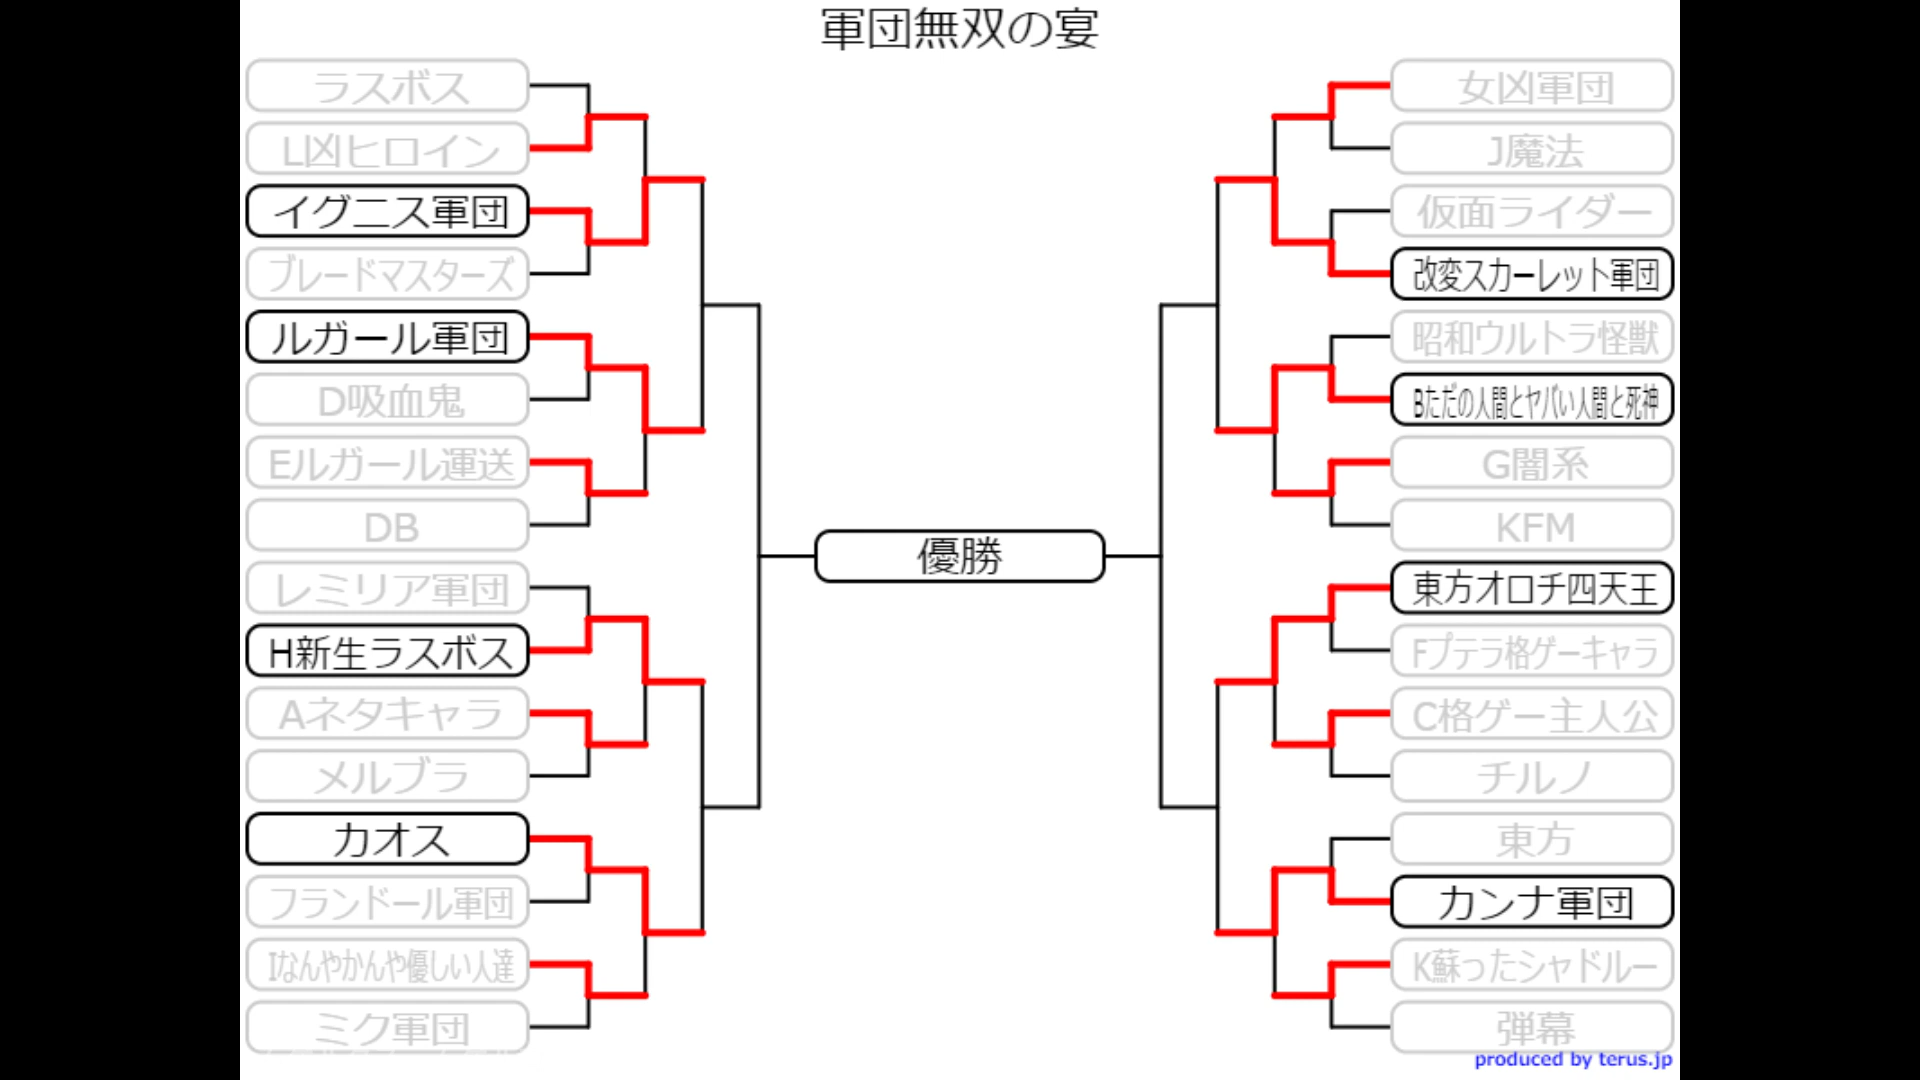 軍団無双の宴
ラスボス
L凶ヒロイン
イグニス軍団
ブレードマスターズ
ルガール軍団
D吸血鬼
Eルガール運送
DB
レミリア軍団
H新生ラスボス
Aネタキャラ
メルブラ
カオス
フランドール軍団
Iなんやかんや優しい人達
ミク軍団
優勝
女凶軍団
J魔法
仮面ライダー
改変スカーレット軍団
昭和ウルトラ怪獣
Bただの人間とヤバい人間と死神
G闇系
KFM
東方オロチ四天王
Fプテラ格ゲーキャラ
C格ゲー主人公
チルノ
東方
カンナ軍団
K蘇ったシャドルー
弾幕
produced by terus.jp